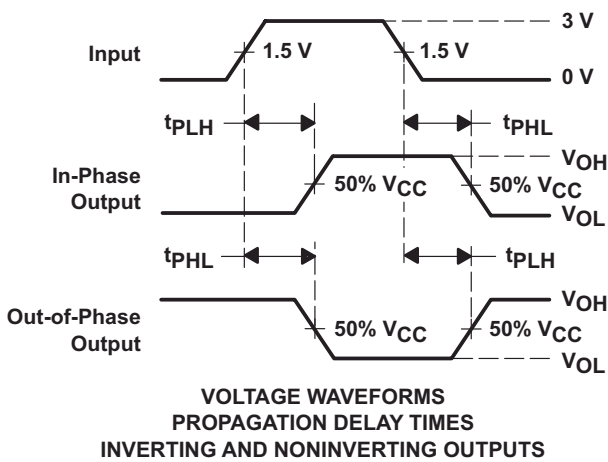 3 V
Input
1.5 V
1.5 V
0 V
tPLH
tPHL
VOH
In-Phase
Output
50% VCC
50% VCC
VOL
tPHL
tPLH
VOH
Out-of-Phase
Output
50% VCC
50% VCC
VOL
VOLTAGE WAVEFORMS
PROPAGATION DELAY TIMES
INVERTING AND NONINVERTING OUTPUTS